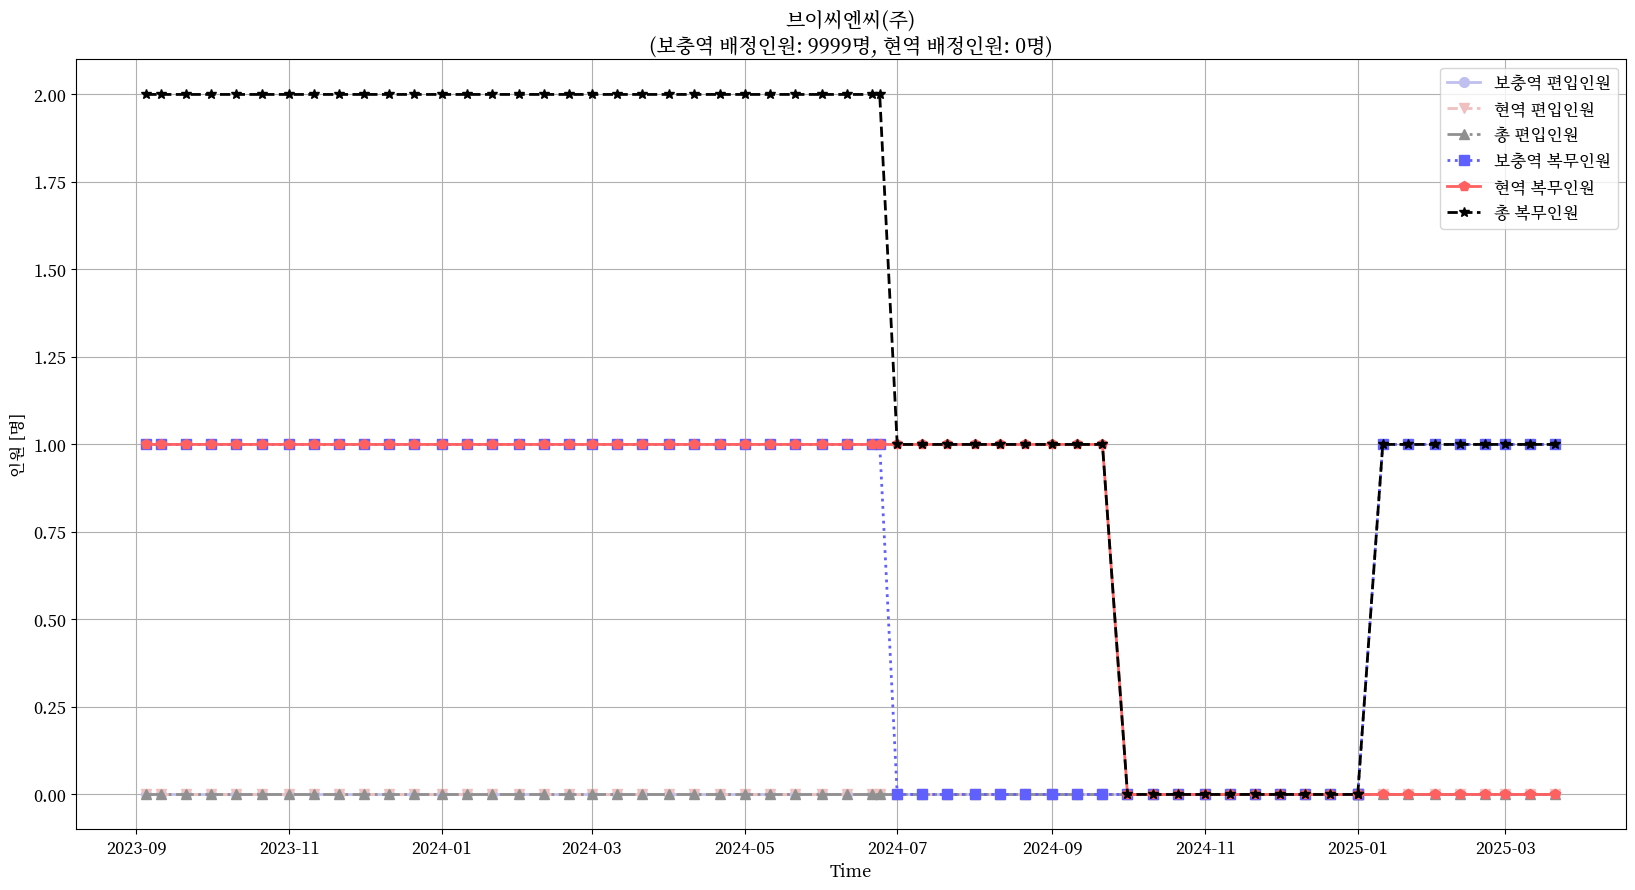 브이씨엔씨(주)
(보충역 배정인원: 9999명, 현역 배정인원: 0명)
보충역 편입인원
현역 편입인원
총 편입인원
보충역 복무인원
현역 복무인원
총 복무인원
인원 [명]
2.00
1.75
1.50
1.25
1.00
0.75
0.50
0.25
0.00
2023-09 2023-11 2024-01 2024-03 2024-05 2024-07 2024-09 2024-11 2025-01 2025-03
Time